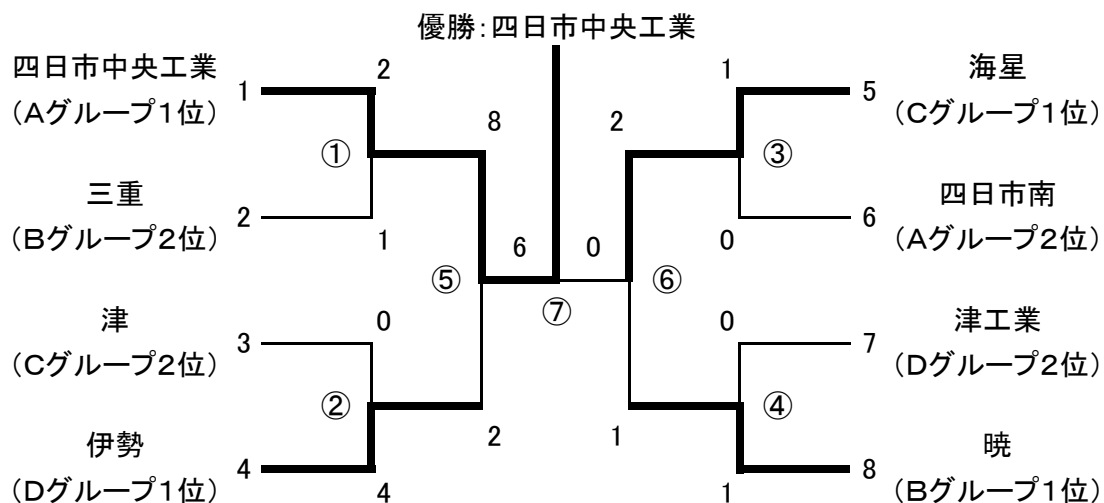 優勝:四日市中央工業
四日市中央工業 2 1 海星
(Aグループ1位) 1 5 (Cグループ1位)
8 2
① ③
三重 四日市南
(Bグループ2位) 2 6 (Aグループ2位)
1 6 0 0
⑤ ⑥
⑦
津 0 0 津工業
(Cグループ2位) 3 7 (Dグループ2位)
② ④
伊勢 2 1 暁
(Dグループ1位) 4 8 (Bグループ1位)
4 1